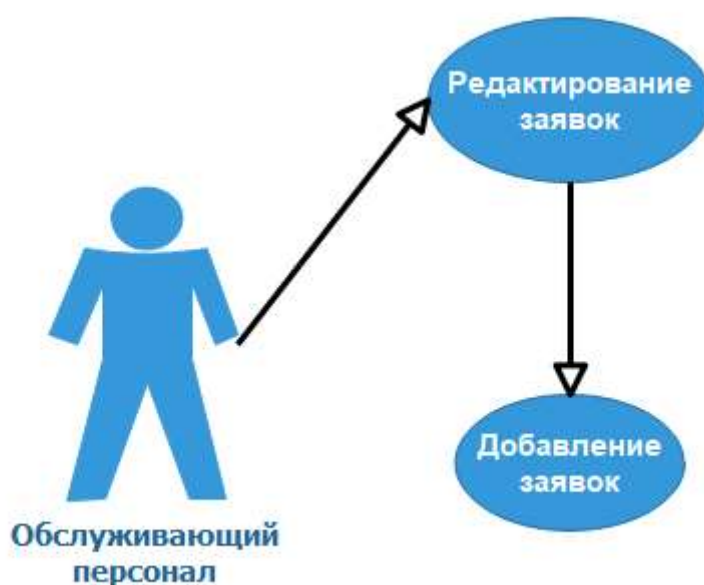 Редактирование
заявок
Добавление
заявок
Обслуживающий
персонал